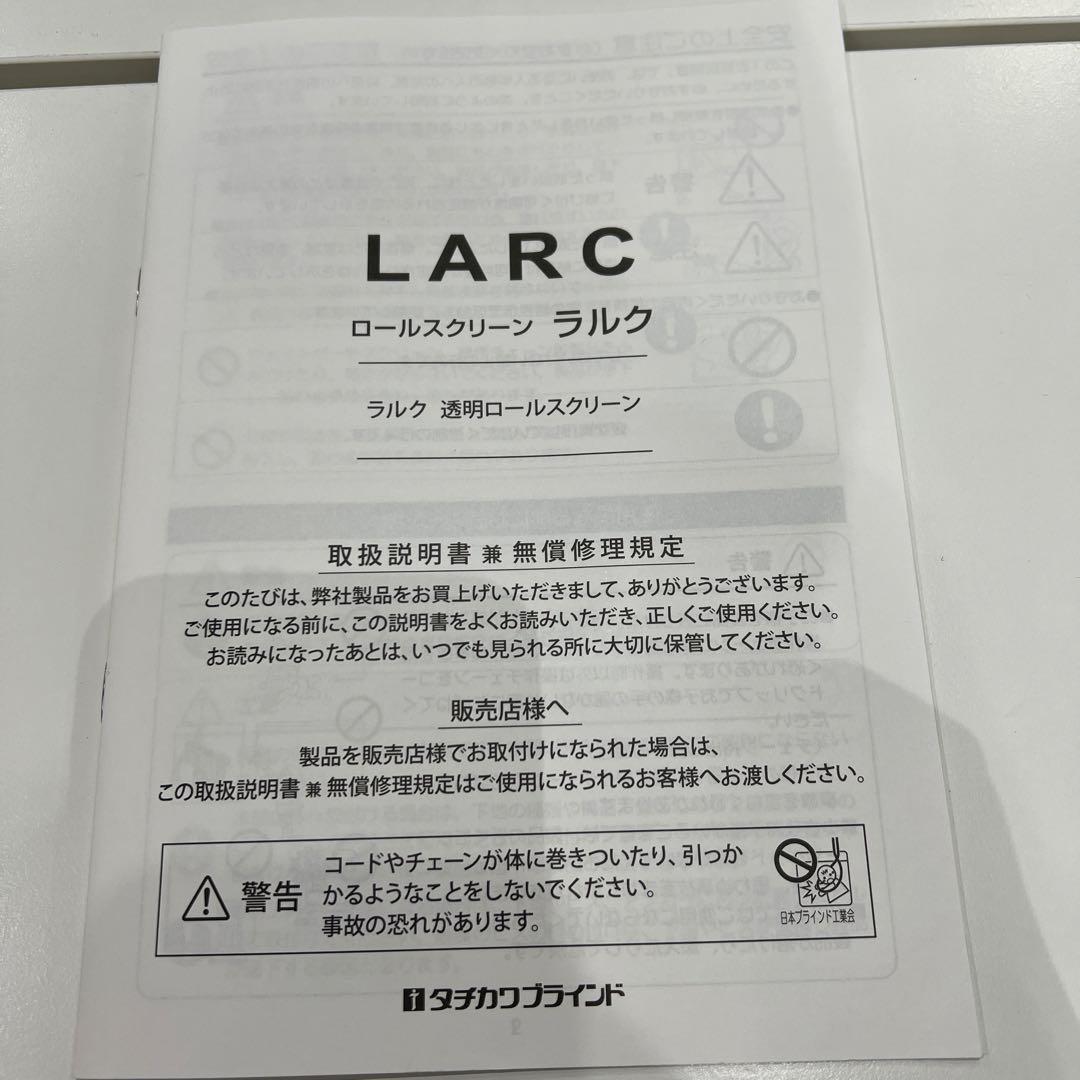 LARC
ロールスクリーン ラルク
ラルク 透明ロールスクリーン
取扱説明書 兼 無償修理規定
このたびは、弊社製品をお買上げいただきまして、ありがとうございます。
ご使用になる前に、この説明書をよくお読みいただき、正しくご使用ください。
お読みになったあとは、いつでも見られる所に大切に保管してください。
販売店様へ
製品を販売店様でお取付けになられた場合は、
この取扱説明書 兼 無償修理規定はご使用になられるお客様へお渡しください。
警告
コードやチェーンが体に巻きついたり、引っか
かるようなことをしないでください。
事故の恐れがあります。
日本ブラインド工業会
タチカワブラインド